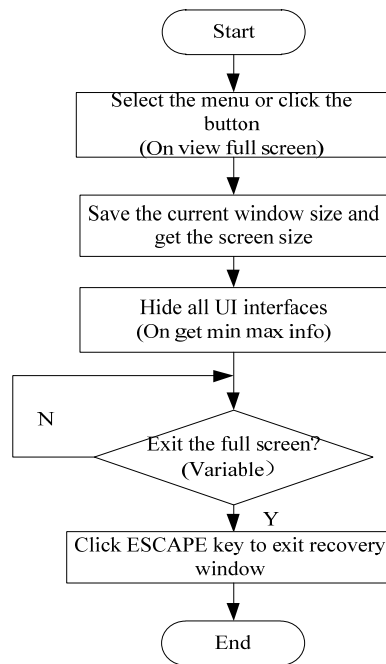 Start
Select the menu or click the
button
(On view full screen)
Save the current window size and
get the screen size
Hide all UI interfaces
(On get min max info)
N
Exit the full screen?
(Variable）
Y
Click ESCAPE key to exit recovery
window
End